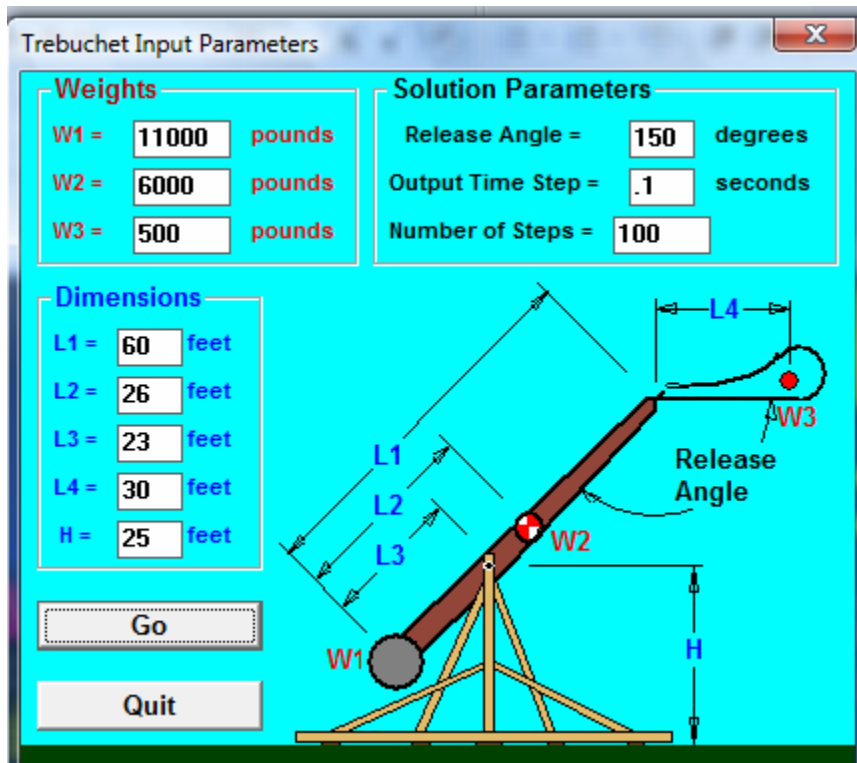 Trebuchet Input Parameters
Weights
W1 = 11000 pounds
W2 = 6000 pounds
W3 = 500 pounds
Solution Parameters
Release Angle = 150 degrees
Output Time Step = .1 seconds
Number of Steps = 100
Dimensions
L1 = 60 feet
L2 = 26 feet
L3 = 23 feet
L4 = 30 feet
H = 25 feet
Go
Quit
L4
W3
Release
Angle
L1
L2
L3
W2
W1
H